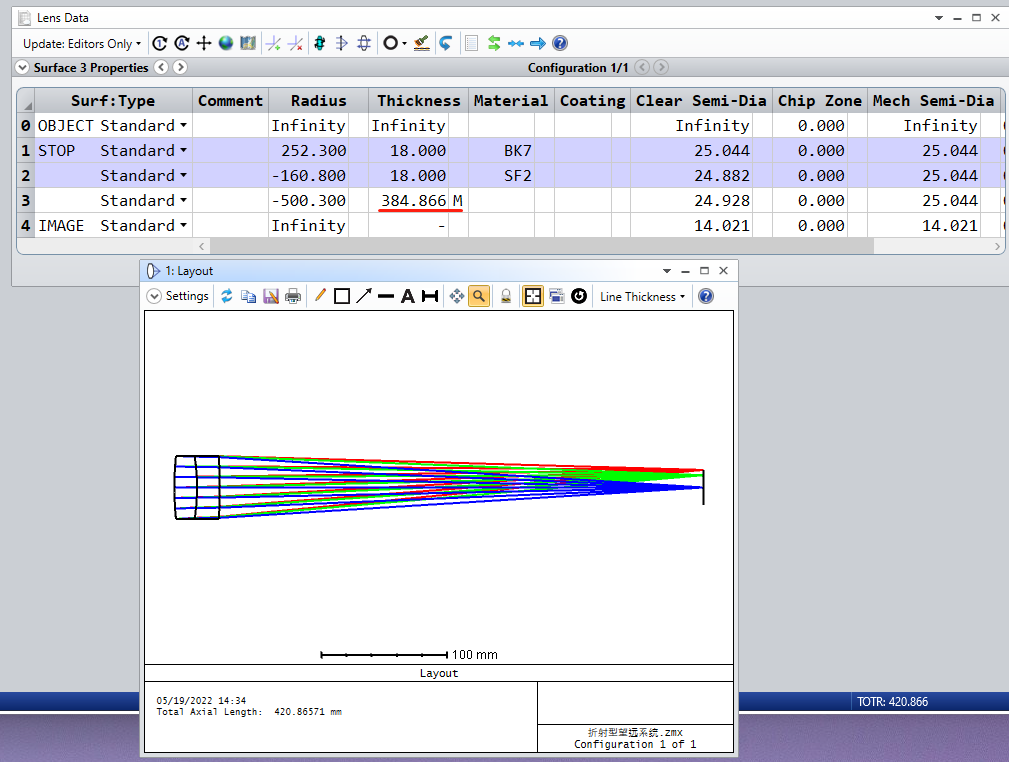 Lens Data
Update: Editors Only
Surface 3 Properties Configuration 1/1
Surf:Type Comment Radius Thickness Material Coating Clear Semi-Dia Chip Zone Mech Semi-Dia
0 OBJECT Standard Infinity Infinity Infinity 0.000 Infinity
1 STOP Standard 252.300 18.000 BK7 25.044 0.000 25.044
2 Standard -160.800 18.000 SF2 24.882 0.000 25.044
3 Standard -500.300 384.866 M 24.928 0.000 25.044
4 IMAGE Standard Infinity - 14.021 0.000 14.021
1: Layout
Settings Line Thickness
100 mm
Layout
05/19/2022 14:34
Total Axial Length: 420.86571 mm
折射型望远系统.zmx
Configuration 1 of 1
TOTR: 420.866